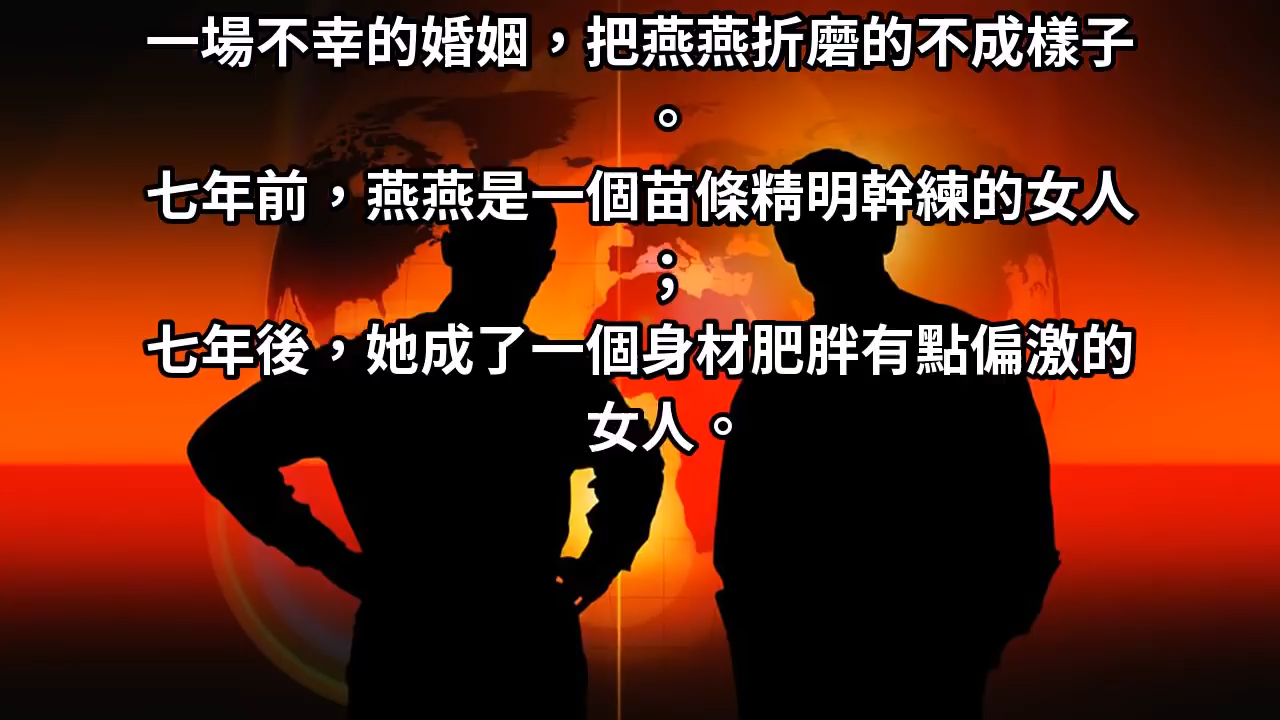 一場不幸的婚姻，把燕燕折磨的不成樣子
。
七年前，燕燕是一個苗條精明幹練的女人
；
七年後，她成了一個身材肥胖有點偏激的
女人。